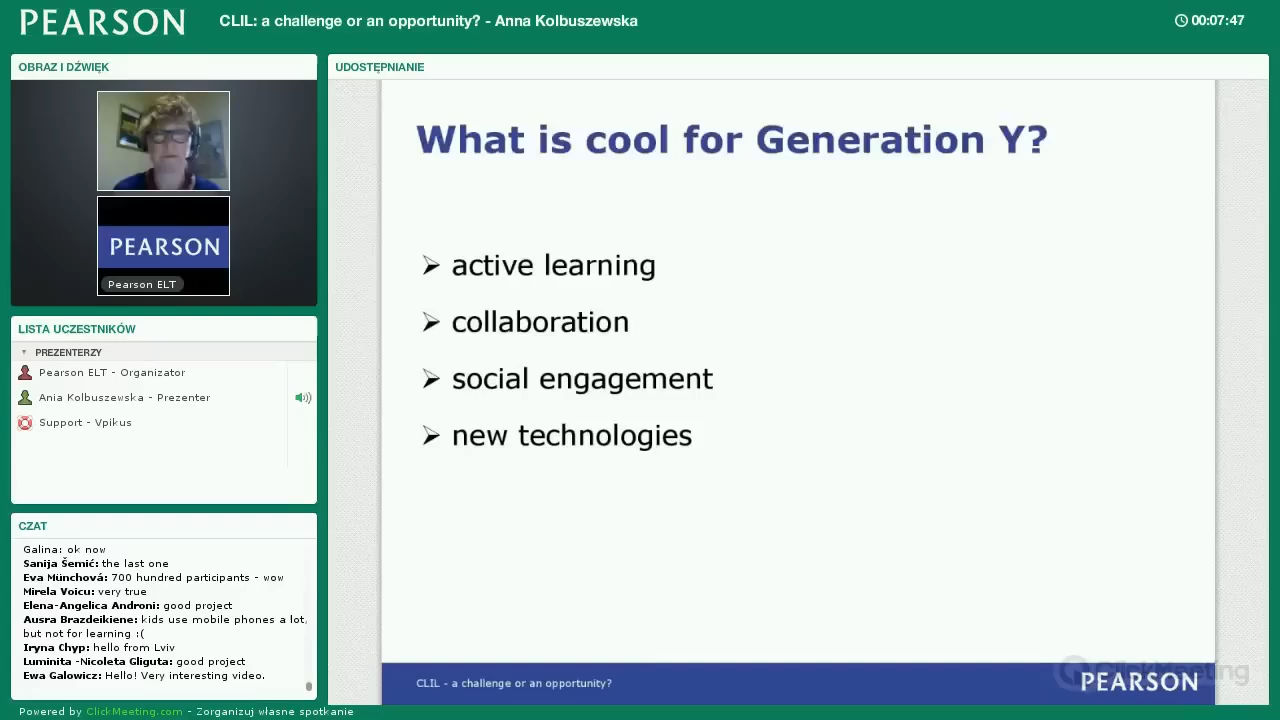 PEARSON
CLIL: a challenge or an opportunity? - Anna Kolbuszewska
00:07:47
OBRAZ I DŹWIĘK
PEARSON
Pearson ELT
LISTA UCZESTNIKÓW
PREZENTERZY
Pearson ELT - Organizator
Ania Kolbuszewska - Prezenter
Support - Vpikus
CZAT
Galina: ok now
Sanija Šemić: the last one
Eva Münchová: 700 hundred participants - wow
Mirela Voicu: very true
Elena-Angelica Androni: good project
Ausra Brazdeikiene: kids use mobile phones a lot,
but not for learning :(
Iryna Chyp: hello from Lviv
Luminita -Nicoleta Gliguta: good project
Ewa Galowicz: Hello! Very interesting video.
UDOSTĘPNIANIE
What is cool for Generation Y?
active learning
collaboration
social engagement
new technologies
CLIL - a challenge or an opportunity?
ClickMeeting
PEARSON
Powered by ClickMeeting.com - Zorganizuj własne spotkanie